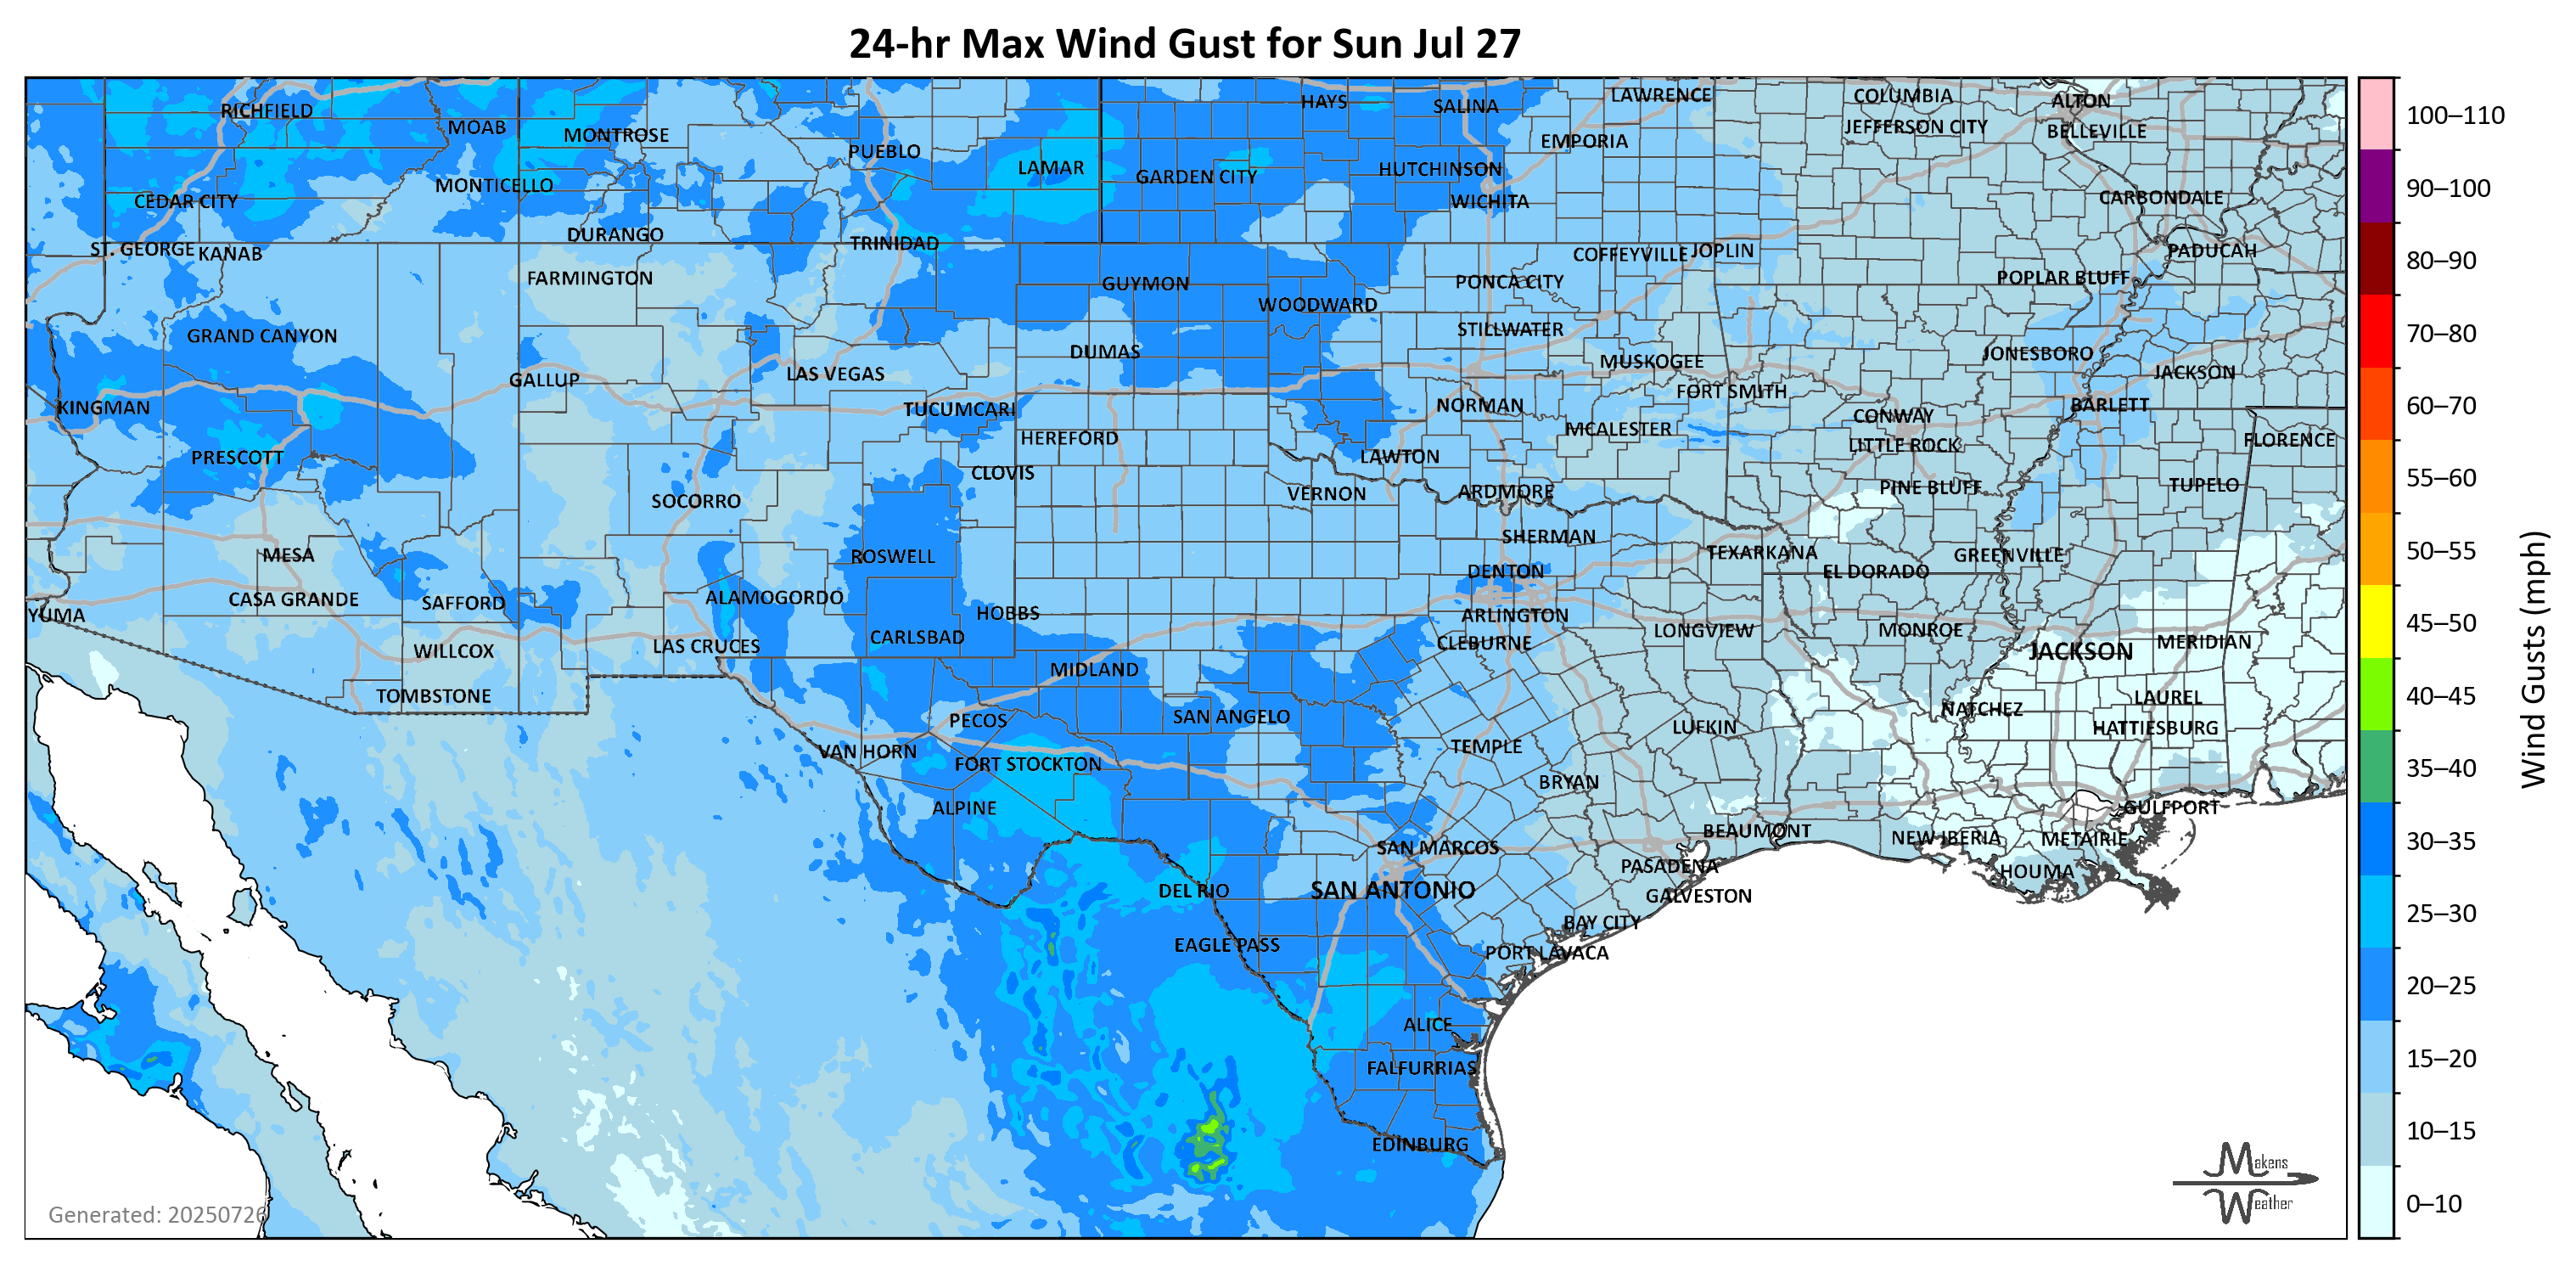 24-hr Max Wind Gust for Sun Jul 27
RICHFIELD
MOAB
MONTROSE
PUEBLO
LAMAR
HAYS
SALINA
LAWRENCE
COLUMBIA
ALTON
JEFFERSON CITY
BELLEVILLE
EMPORIA
GARDEN CITY
HUTCHINSON
MONTICELLO
CEDAR CITY
WICHITA
CARBONDALE
ST. GEORGE
KANAB
DURANGO
TRINIDAD
COFFEYVILLE
JOPLIN
PADUCAH
FARMINGTON
GUYMON
PONCA CITY
POPLAR BLUFF
WOODWARD
GRAND CANYON
STILLWATER
DUMAS
MUSKOGEE
JONESBORO
GALLUP
LAS VEGAS
JACKSON
KINGMAN
TUCUMCARI
NORMAN
FORT SMITH
CONWAY
BARLETT
HEREFORD
MCALESTER
LITTLE ROCK
FLORENCE
PRESCOTT
CLOVIS
LAWTON
SOCORRO
VERNON
ARDMORE
PINE BLUFF
TUPELO
MESA
ROSWELL
SHERMAN
TEXARKANA
GREENVILLE
DENTON
EL DORADO
YUMA
CASA GRANDE
SAFFORD
ALAMOGORDO
HOBBS
ARLINGTON
WILLCOX
LAS CRUCES
CARLSBAD
CLEBURNE
LONGVIEW
MONROE
JACKSON
MERIDIAN
TOMBSTONE
MIDLAND
LAUREL
PECOS
SAN ANGELO
LUFKIN
NATCHEZ
HATTIESBURG
VAN HORN
FORT STOCKTON
TEMPLE
BRYAN
ALPINE
GULFPORT
SAN MARCOS
BEAUMONT
NEW IBERIA
METAIRIE
DEL RIO
SAN ANTONIO
PASADENA
HOUMA
GALVESTON
EAGLE PASS
BAY CITY
PORT LAVACA
ALICE
FALFURRIAS
EDINBURG
Generated: 20250726
Makens
Weather
100–110
90–100
80–90
70–80
60–70
55–60
50–55
45–50
40–45
35–40
30–35
25–30
20–25
15–20
10–15
0–10
Wind Gusts (mph)